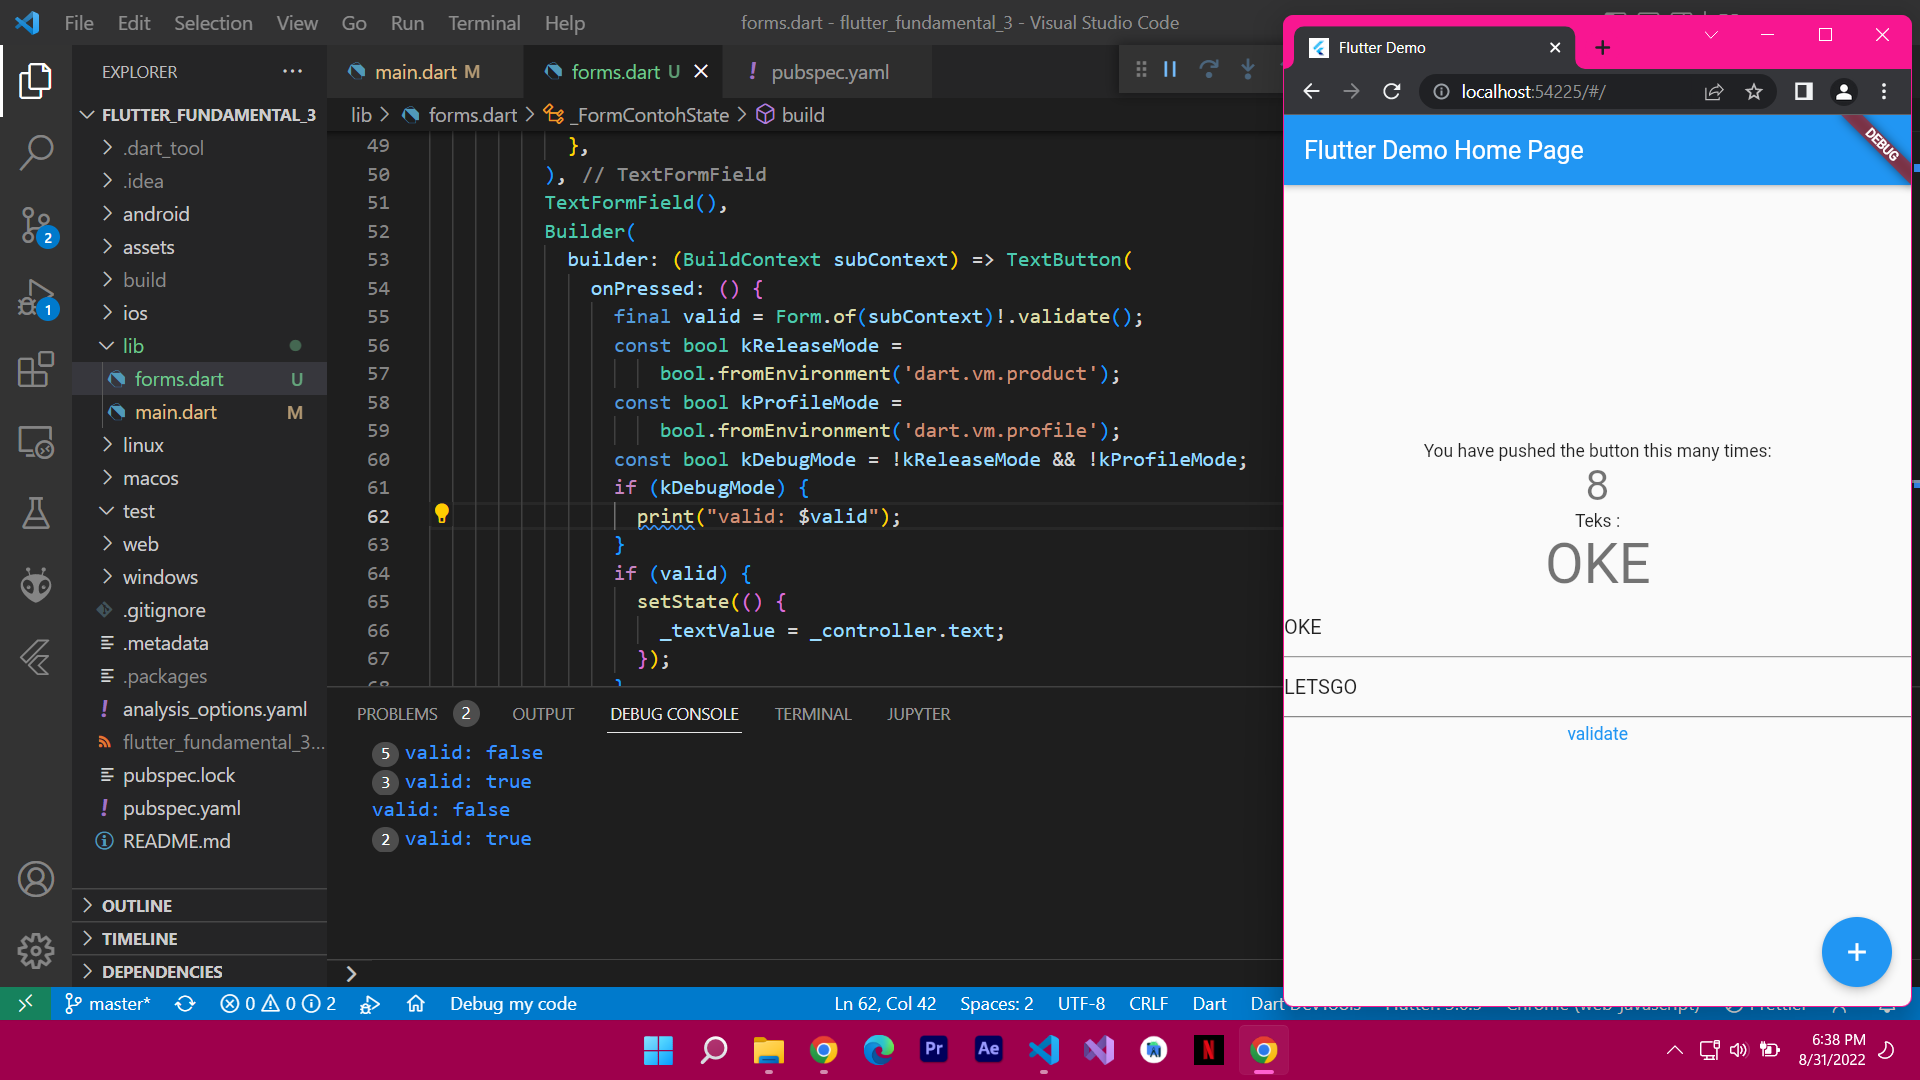 File Edit Selection View Go Run Terminal Help
forms.dart - flutter_fundamental_3 - Visual Studio Code
EXPLORER
FLUTTER_FUNDAMENTAL_3
.dart_tool
.idea
android
assets
build
ios
lib
forms.dart U
main.dart M
linux
macos
test
web
windows
.gitignore
.metadata
.packages
analysis_options.yaml
flutter_fundamental_3...
pubspec.lock
pubspec.yaml
README.md
OUTLINE
TIMELINE
DEPENDENCIES
2
1
main.dart M
forms.dart U
pubspec.yaml
lib > forms.dart > _FormContohState > build
49 },
50 ), // TextFormField
51 TextFormField(),
52 Builder(
53 builder: (BuildContext subContext) => TextButton(
54 onPressed: () {
55 final valid = Form.of(subContext)!.validate();
56 const bool kReleaseMode =
57 bool.fromEnvironment('dart.vm.product');
58 const bool kProfileMode =
59 bool.fromEnvironment('dart.vm.profile');
60 const bool kDebugMode = !kReleaseMode && !kProfileMode;
61 if (kDebugMode) {
62 print("valid: $valid");
63 }
64 if (valid) {
65 setState(() {
66 _textValue = _controller.text;
67 });
68 }
PROBLEMS 2 OUTPUT DEBUG CONSOLE TERMINAL JUPYTER
5 valid: false
3 valid: true
valid: false
2 valid: true
master* 0 0 2 Debug my code
Ln 62, Col 42 Spaces: 2 UTF-8 CRLF Dart Dart DevTools
Flutter Demo
localhost:54225/#/
Flutter Demo Home Page
DEBUG
You have pushed the button this many times:
8
Teks :
OKE
OKE
LETSGO
validate
+
Pr
Ae
N
6:38 PM
8/31/2022